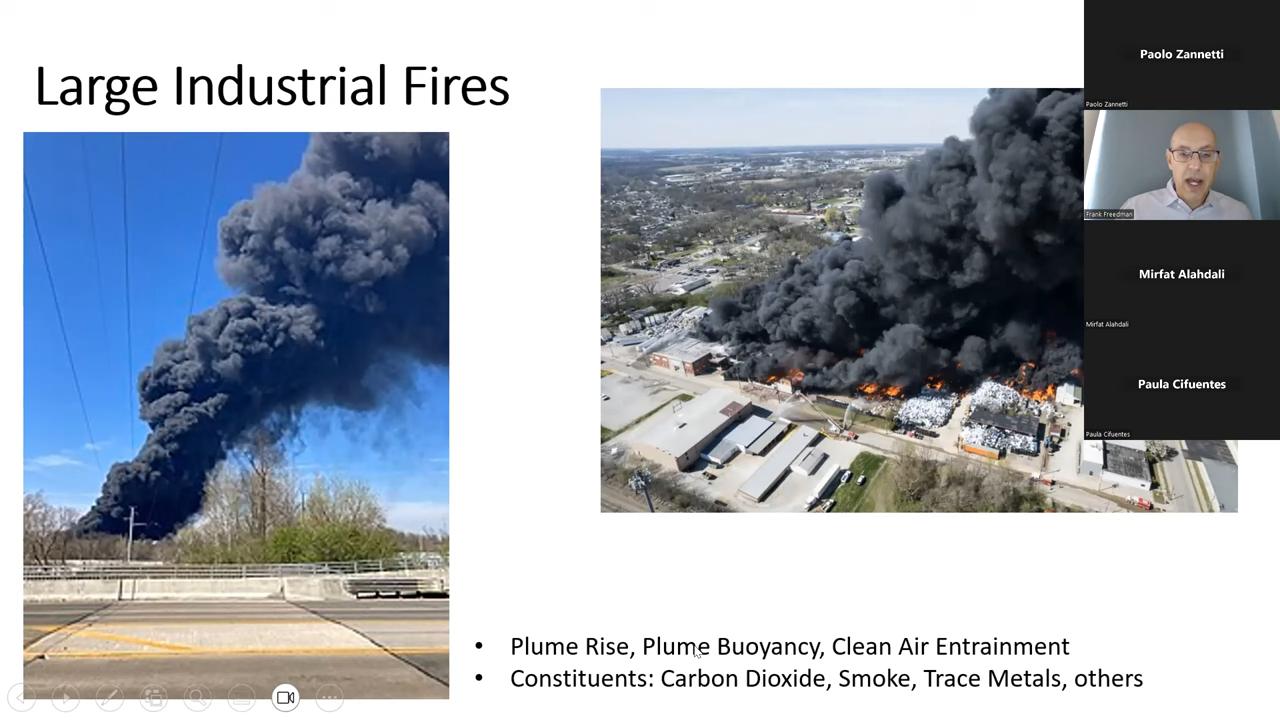 Large Industrial Fires
• Plume Rise, Plume Buoyancy, Clean Air Entrainment
• Constituents: Carbon Dioxide, Smoke, Trace Metals, others
Paolo Zannetti
Paolo Zannetti
Frank Freedman
Mirfat Alahdali
Mirfat Alahdali
Paula Cifuentes
Paula Cifuentes